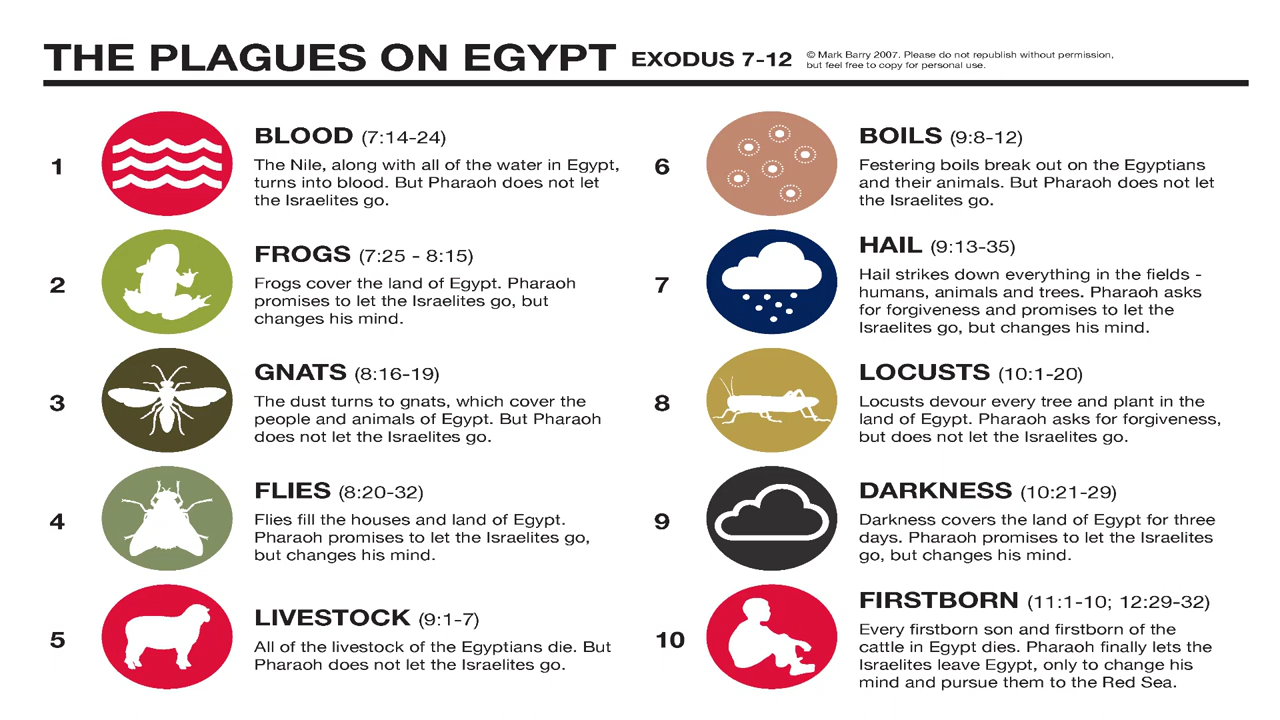 THE PLAGUES ON EGYPT EXODUS 7-12
© Mark Barry 2007. Please do not republish without permission,
but feel free to copy for personal use.
1
BLOOD (7:14-24)
The Nile, along with all of the water in Egypt,
turns into blood. But Pharaoh does not let
the Israelites go.
2
FROGS (7:25 - 8:15)
Frogs cover the land of Egypt. Pharaoh
promises to let the Israelites go, but
changes his mind.
3
GNATS (8:16-19)
The dust turns to gnats, which cover the
people and animals of Egypt. But Pharaoh
does not let the Israelites go.
4
FLIES (8:20-32)
Flies fill the houses and land of Egypt.
Pharaoh promises to let the Israelites go,
but changes his mind.
5
LIVESTOCK (9:1-7)
All of the livestock of the Egyptians die. But
Pharaoh does not let the Israelites go.
6
BOILS (9:8-12)
Festering boils break out on the Egyptians
and their animals. But Pharaoh does not let
the Israelites go.
7
HAIL (9:13-35)
Hail strikes down everything in the fields -
humans, animals and trees. Pharaoh asks
for forgiveness and promises to let the
Israelites go, but changes his mind.
8
LOCUSTS (10:1-20)
Locusts devour every tree and plant in the
land of Egypt. Pharaoh asks for forgiveness,
but does not let the Israelites go.
9
DARKNESS (10:21-29)
Darkness covers the land of Egypt for three
days. Pharaoh promises to let the Israelites
go, but changes his mind.
10
FIRSTBORN (11:1-10; 12:29-32)
Every firstborn son and firstborn of the
cattle in Egypt dies. Pharaoh finally lets the
Israelites leave Egypt, only to change his
mind and pursue them to the Red Sea.